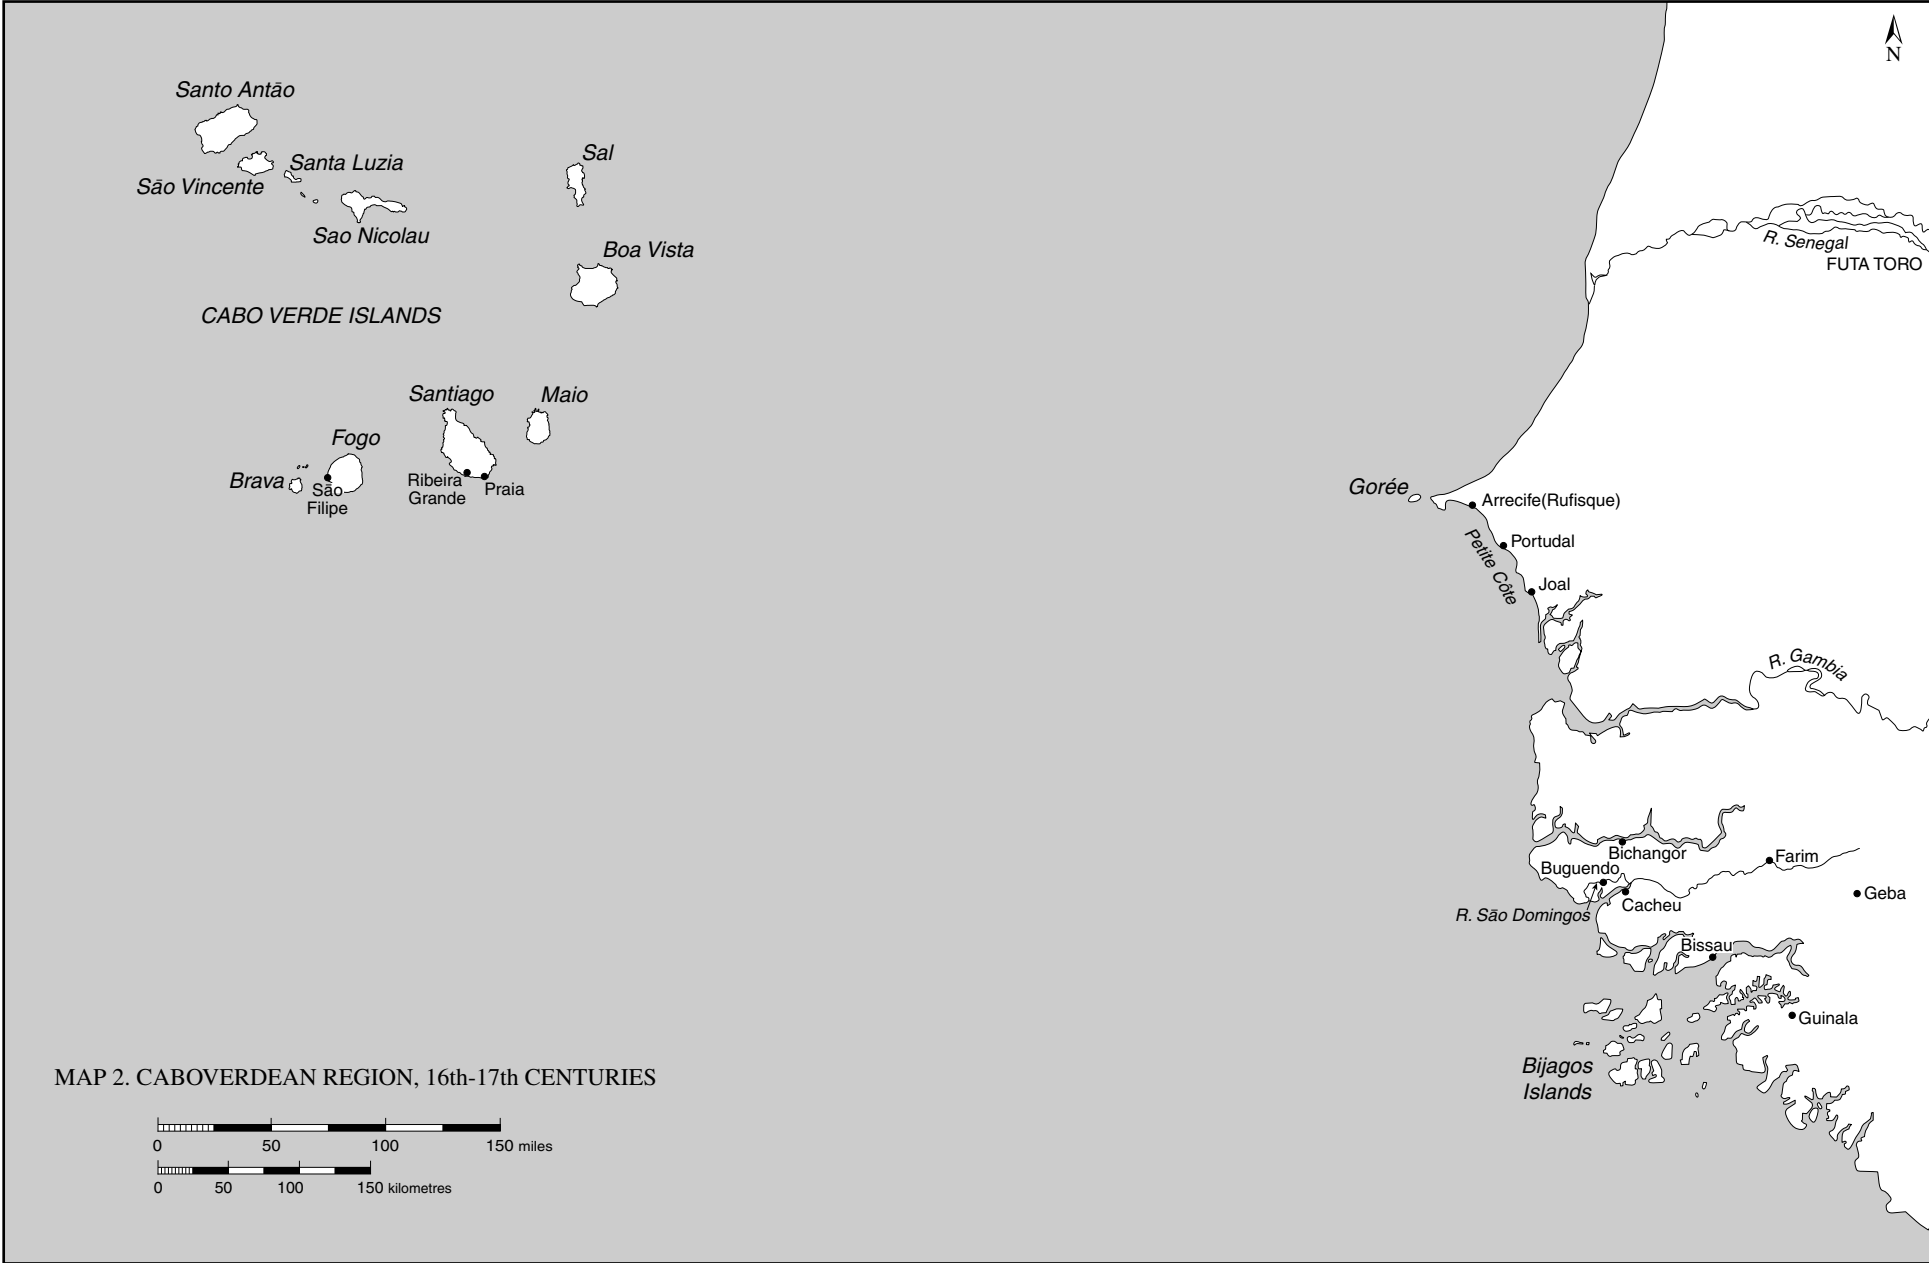 N
Santo Antão
Santa Luzia
São Vincente
Sao Nicolau
Sal
Boa Vista
CABO VERDE ISLANDS
R. Senegal
FUTA TORO
Santiago
Maio
Fogo
Brava
São
Filipe
Ribeira
Grande
Praia
Gorée
Arrecife(Rufisque)
Portudal
Petite Côte
Joal
R. Gambia
Bichangor
Buguendo
Farim
Geba
Cacheu
R. São Domingos
Bissau
Guinala
Bijagos
Islands
MAP 2. CABOVERDEAN REGION, 16th-17th CENTURIES
0 50 100 150 miles
0 50 100 150 kilometres